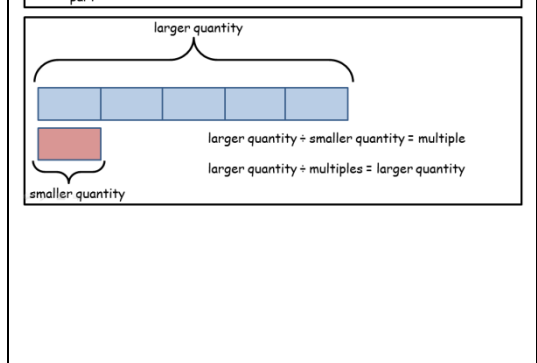 larger quantity
larger quantity ÷ smaller quantity = multiple
larger quantity ÷ multiples = larger quantity
smaller quantity